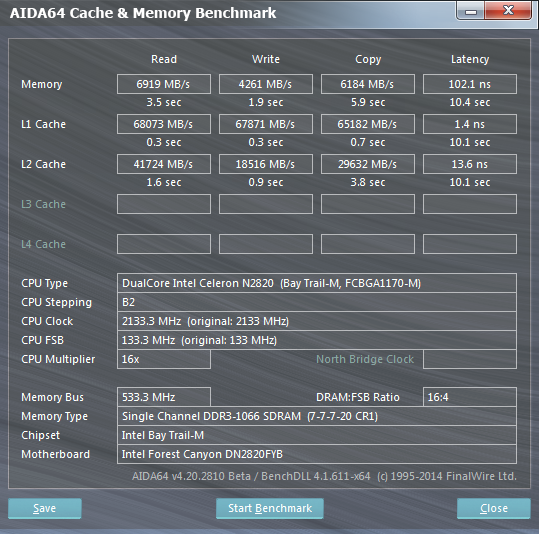 AIDA64 Cache & Memory Benchmark
Read Write Copy Latency
Memory 6919 MB/s 4261 MB/s 6184 MB/s 102.1 ns
3.5 sec 1.9 sec 5.9 sec 10.4 sec
L1 Cache 68073 MB/s 67871 MB/s 65182 MB/s 1.4 ns
0.3 sec 0.3 sec 0.7 sec 10.1 sec
L2 Cache 41724 MB/s 18516 MB/s 29632 MB/s 13.6 ns
1.6 sec 0.9 sec 3.8 sec 10.1 sec
L3 Cache
L4 Cache
CPU Type DualCore Intel Celeron N2820 (Bay Trail-M, FCBGA1170-M)
CPU Stepping B2
CPU Clock 2133.3 MHz (original: 2133 MHz)
CPU FSB 133.3 MHz (original: 133 MHz)
CPU Multiplier 16x North Bridge Clock
Memory Bus 533.3 MHz DRAM:FSB Ratio 16:4
Memory Type Single Channel DDR3-1066 SDRAM (7-7-7-20 CR1)
Chipset Intel Bay Trail-M
Motherboard Intel Forest Canyon DN2820FYB
AIDA64 v4.20.2810 Beta / BenchDLL 4.1.611-x64 (c) 1995-2014 FinalWire Ltd.
Save Start Benchmark Close